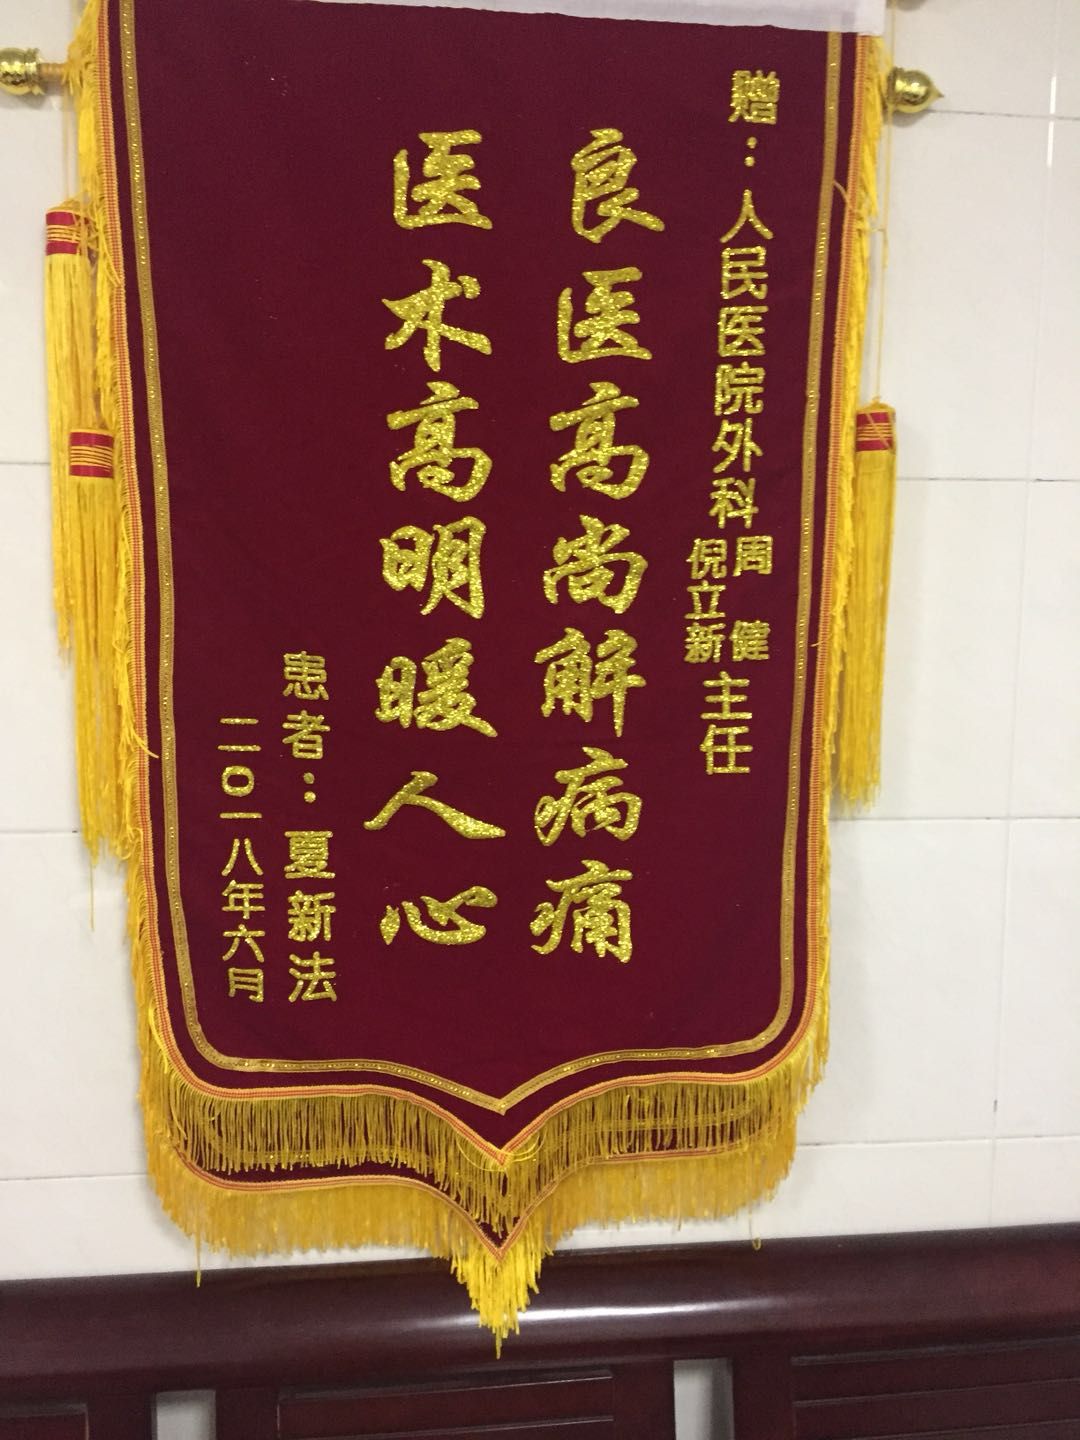 赠：人民医院外科周健倪立新主任
良医高尚解病痛
医术高明暖人心
患者：夏新法
二〇一八年六月